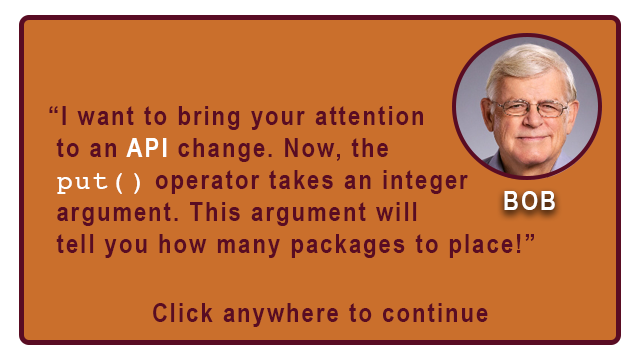 “I want to bring your attention
to an API change. Now, the
put() operator takes an integer
argument. This argument will
tell you how many packages to place!”
BOB
Click anywhere to continue